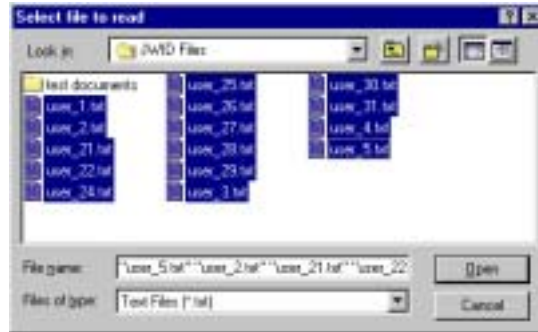 Select file to read
Look in: JWID Files
test documents
user_1.txt
user_2.txt
user_21.txt
user_22.txt
user_24.txt
user_25.txt
user_26.txt
user_27.txt
user_28.txt
user_29.txt
user_3.txt
user_30.txt
user_31.txt
user_4.txt
user_5.txt
File name: "user_5.txt" "user_2.txt" "user_21.txt" "user_22
Open
Files of type: Text Files (*.txt)
Cancel